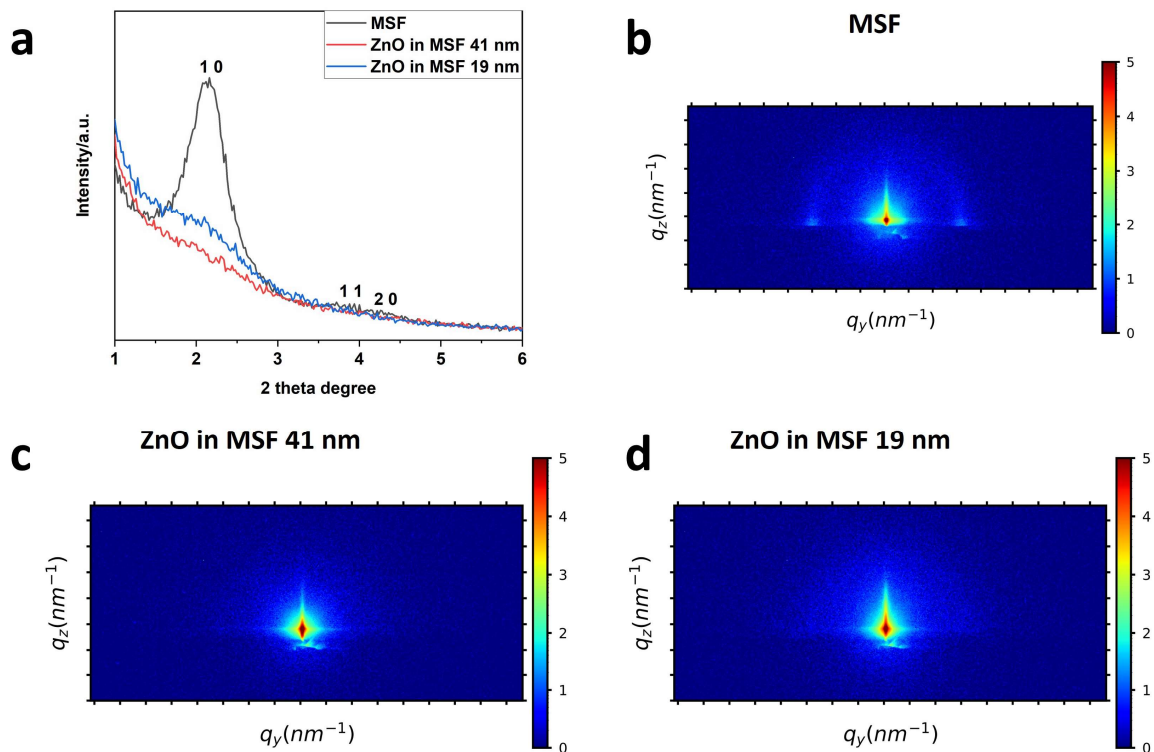 a
MSF
ZnO in MSF 41 nm
ZnO in MSF 19 nm
1 0
1 1
2 0
Intensity/a.u.
1 2 3 4 5 6
2 theta degree
b
MSF
q_z(nm⁻¹)
q_y(nm⁻¹)
5
4
3
2
1
0
c
ZnO in MSF 41 nm
q_z(nm⁻¹)
q_y(nm⁻¹)
5
4
3
2
1
0
d
ZnO in MSF 19 nm
q_z(nm⁻¹)
q_y(nm⁻¹)
5
4
3
2
1
0